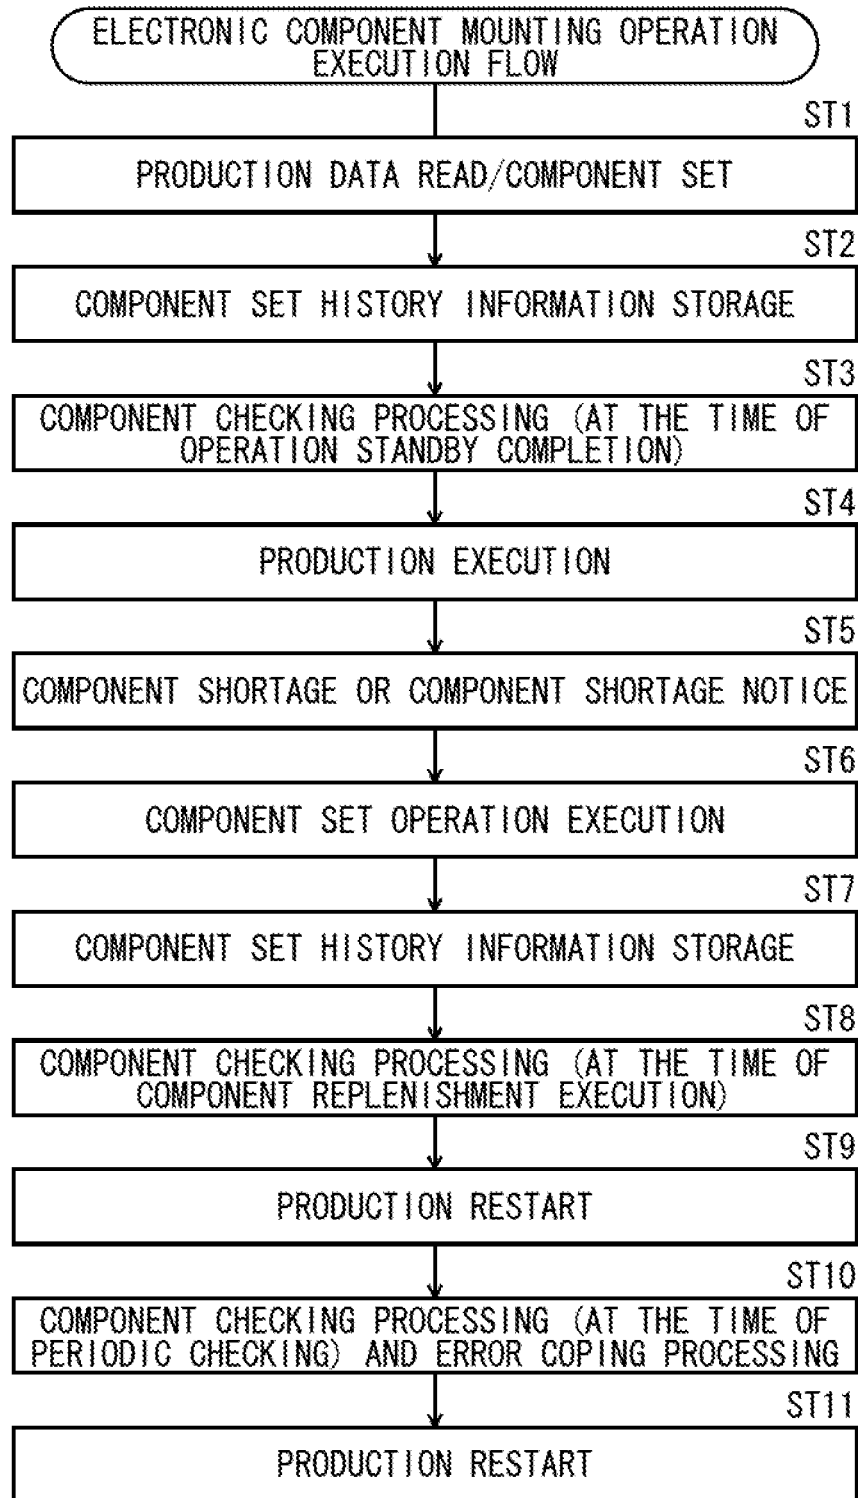 ELECTRONIC COMPONENT MOUNTING OPERATION
EXECUTION FLOW
ST1
PRODUCTION DATA READ/COMPONENT SET
ST2
COMPONENT SET HISTORY INFORMATION STORAGE
ST3
COMPONENT CHECKING PROCESSING (AT THE TIME OF
OPERATION STANDBY COMPLETION)
ST4
PRODUCTION EXECUTION
ST5
COMPONENT SHORTAGE OR COMPONENT SHORTAGE NOTICE
ST6
COMPONENT SET OPERATION EXECUTION
ST7
COMPONENT SET HISTORY INFORMATION STORAGE
ST8
COMPONENT CHECKING PROCESSING (AT THE TIME OF
COMPONENT REPLENISHMENT EXECUTION)
ST9
PRODUCTION RESTART
ST10
COMPONENT CHECKING PROCESSING (AT THE TIME OF
PERIODIC CHECKING) AND ERROR COPING PROCESSING
ST11
PRODUCTION RESTART